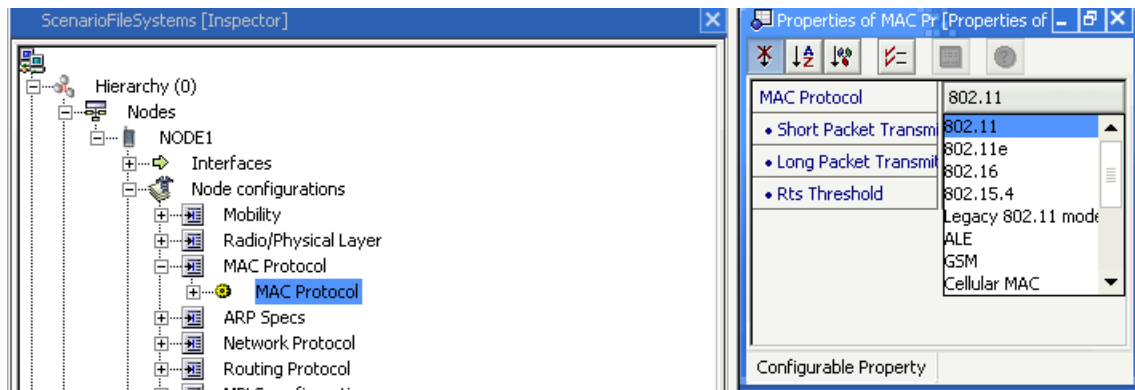 ScenarioFileSystems [Inspector]
Hierarchy (0)
Nodes
NODE1
Interfaces
Node configurations
Mobility
Radio/Physical Layer
MAC Protocol
MAC Protocol
ARP Specs
Network Protocol
Routing Protocol
Properties of MAC Pr [Properties of
MAC Protocol
802.11
• Short Packet Transmi
• Long Packet Transmit
• Rts Threshold
802.11
802.11e
802.16
802.15.4
Legacy 802.11 mode
ALE
GSM
Cellular MAC
Configurable Property